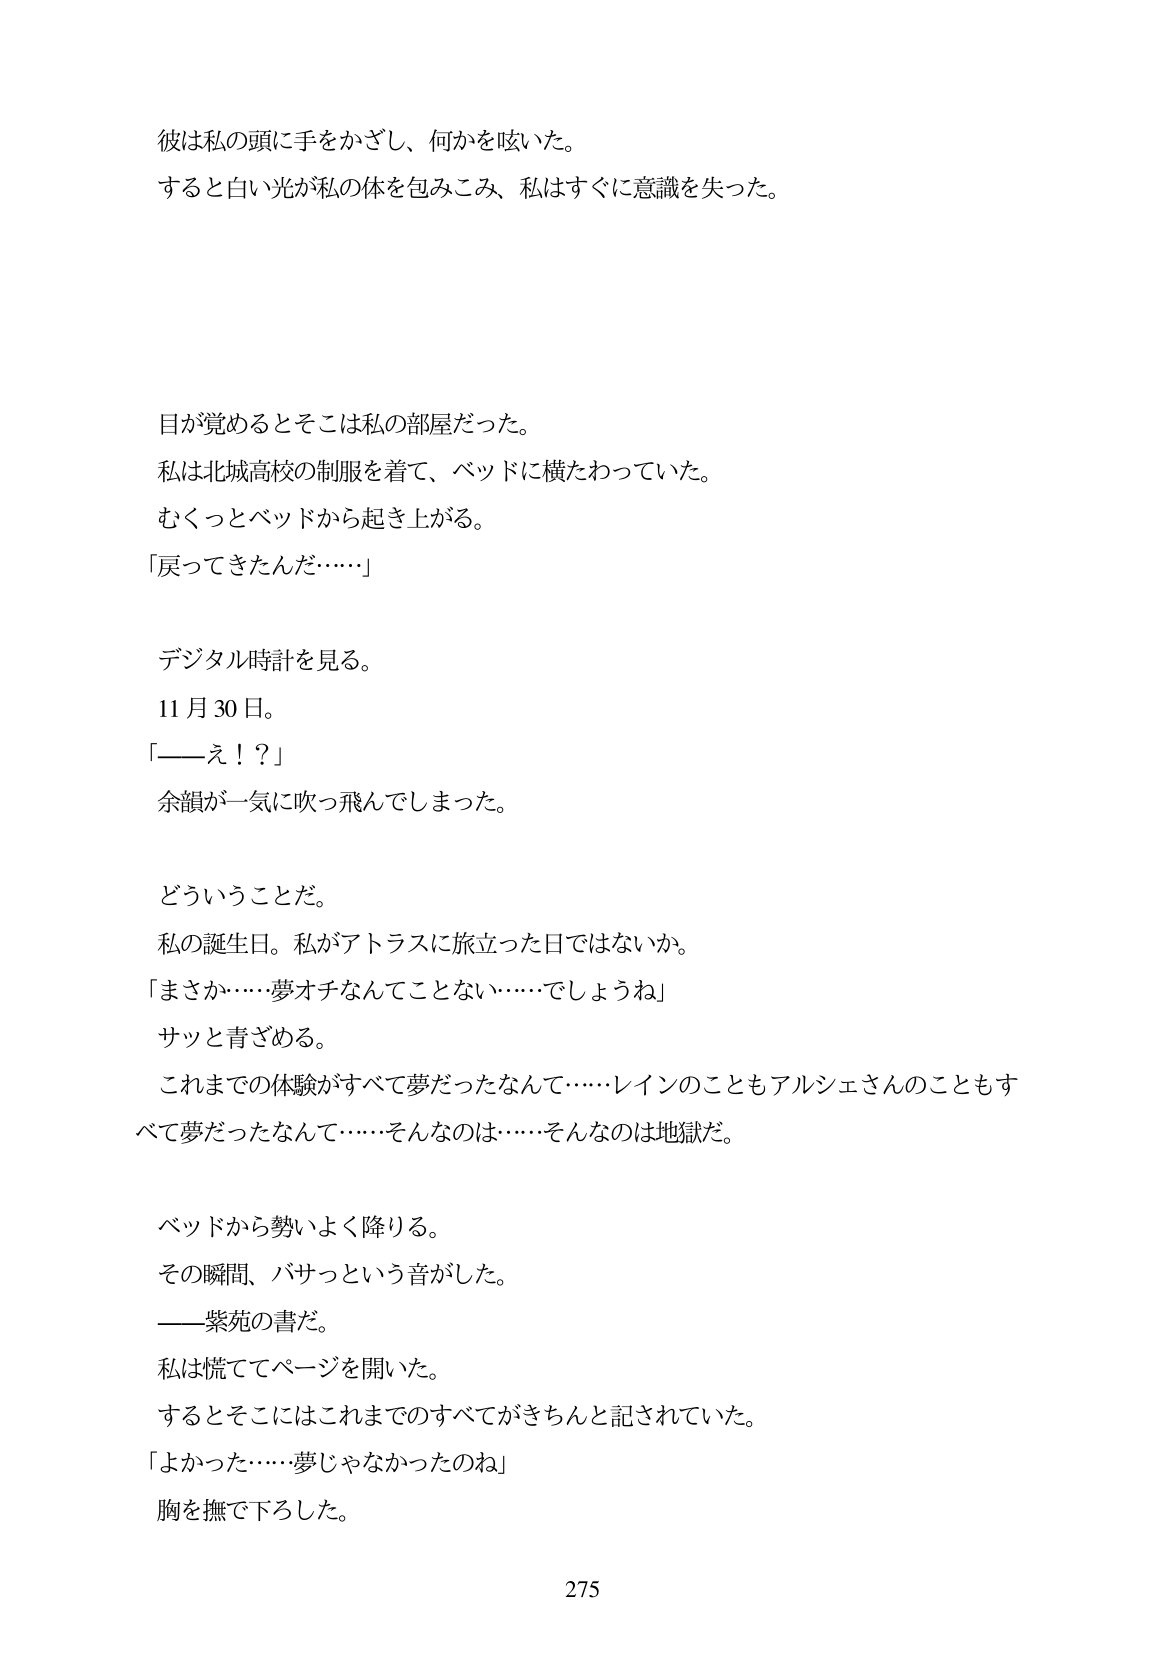 彼は私の頭に手をかざし、何かを呟いた。
すると白い光が私の体を包みこみ、私はすぐに意識を失った。
目が覚めるとそこは私の部屋だった。
私は北城高校の制服を着て、ベッドに横たわっていた。
むくっとベッドから起き上がる。
「戻ってきたんだ……」
デジタル時計を見る。
11 月 30 日。
「――え！？」
余韻が一気に吹っ飛んでしまった。
どういうことだ。
私の誕生日。私がアトラスに旅立った日ではないか。
「まさか……夢オチなんてことない……でしょうね」
サッと青ざめる。
これまでの体験がすべて夢だったなんて……レインのこともアルシェさんのこともす
べて夢だったなんて……そんなのは……そんなのは地獄だ。
ベッドから勢いよく降りる。
その瞬間、バサっという音がした。
――紫苑の書だ。
私は慌ててページを開いた。
するとそこにはこれまでのすべてがきちんと記されていた。
「よかった……夢じゃなかったのね」
胸を撫で下ろした。
275